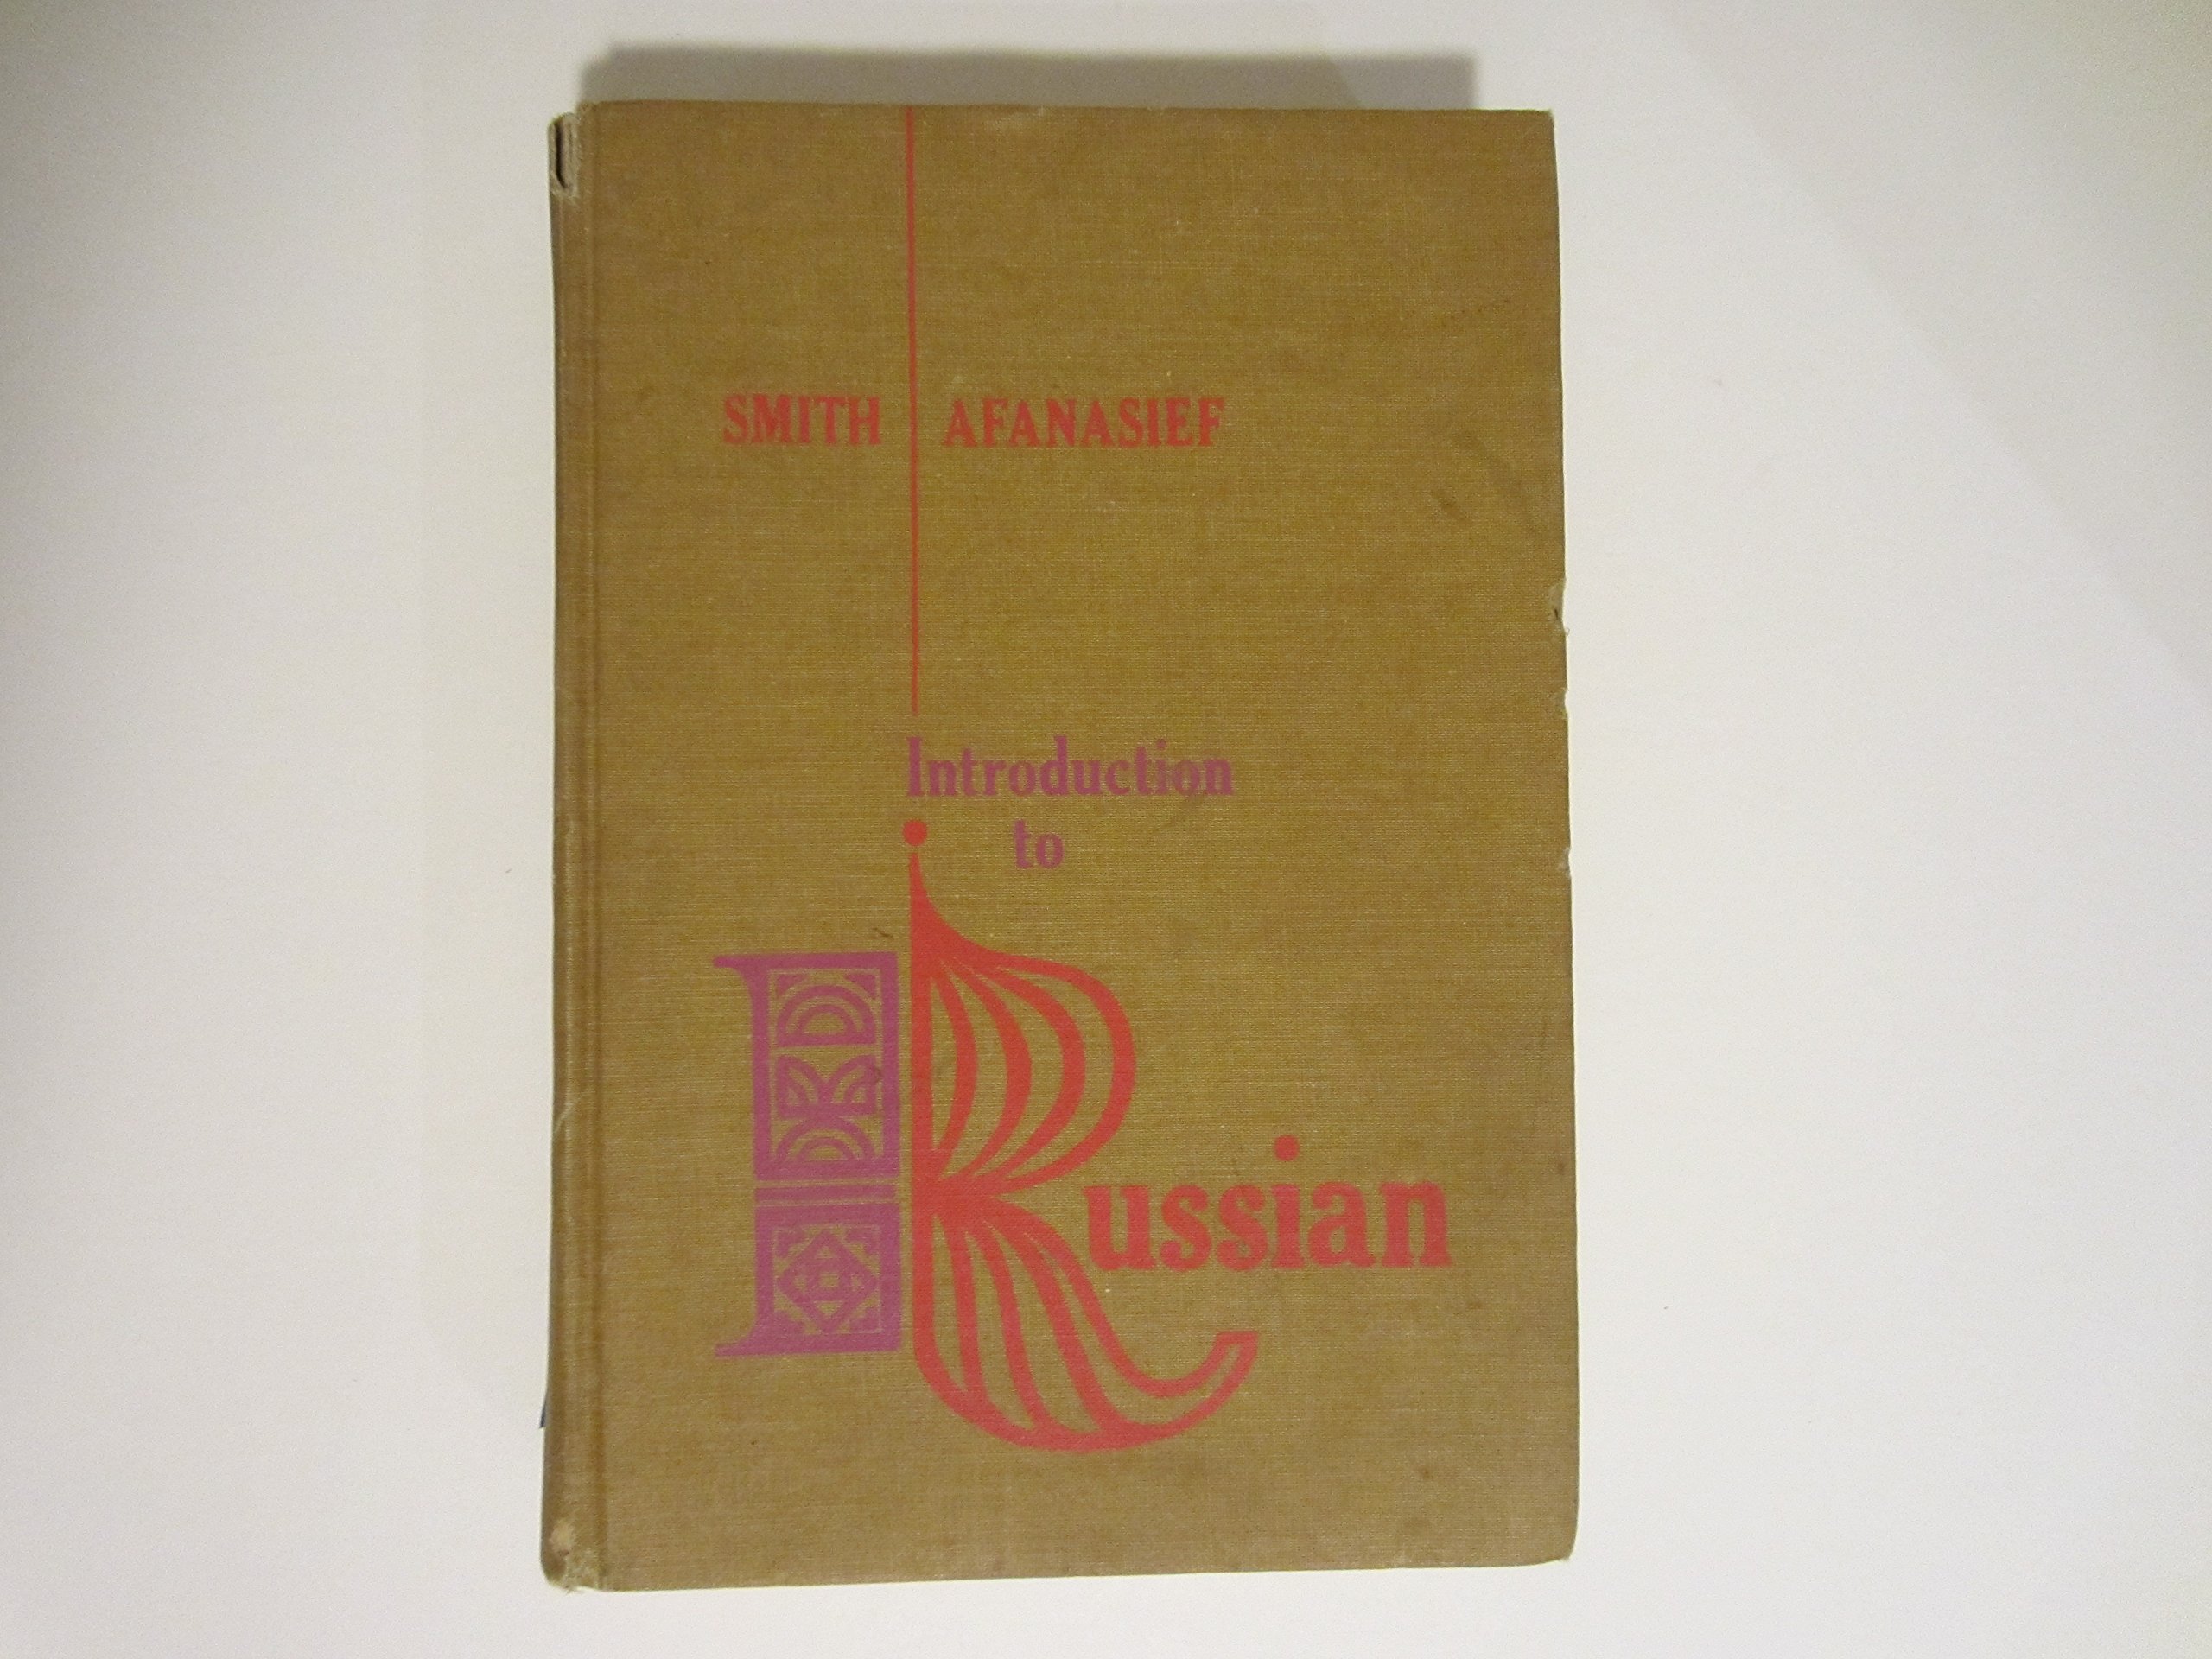 SMITH AFANASIEF
Introduction
to
Russian